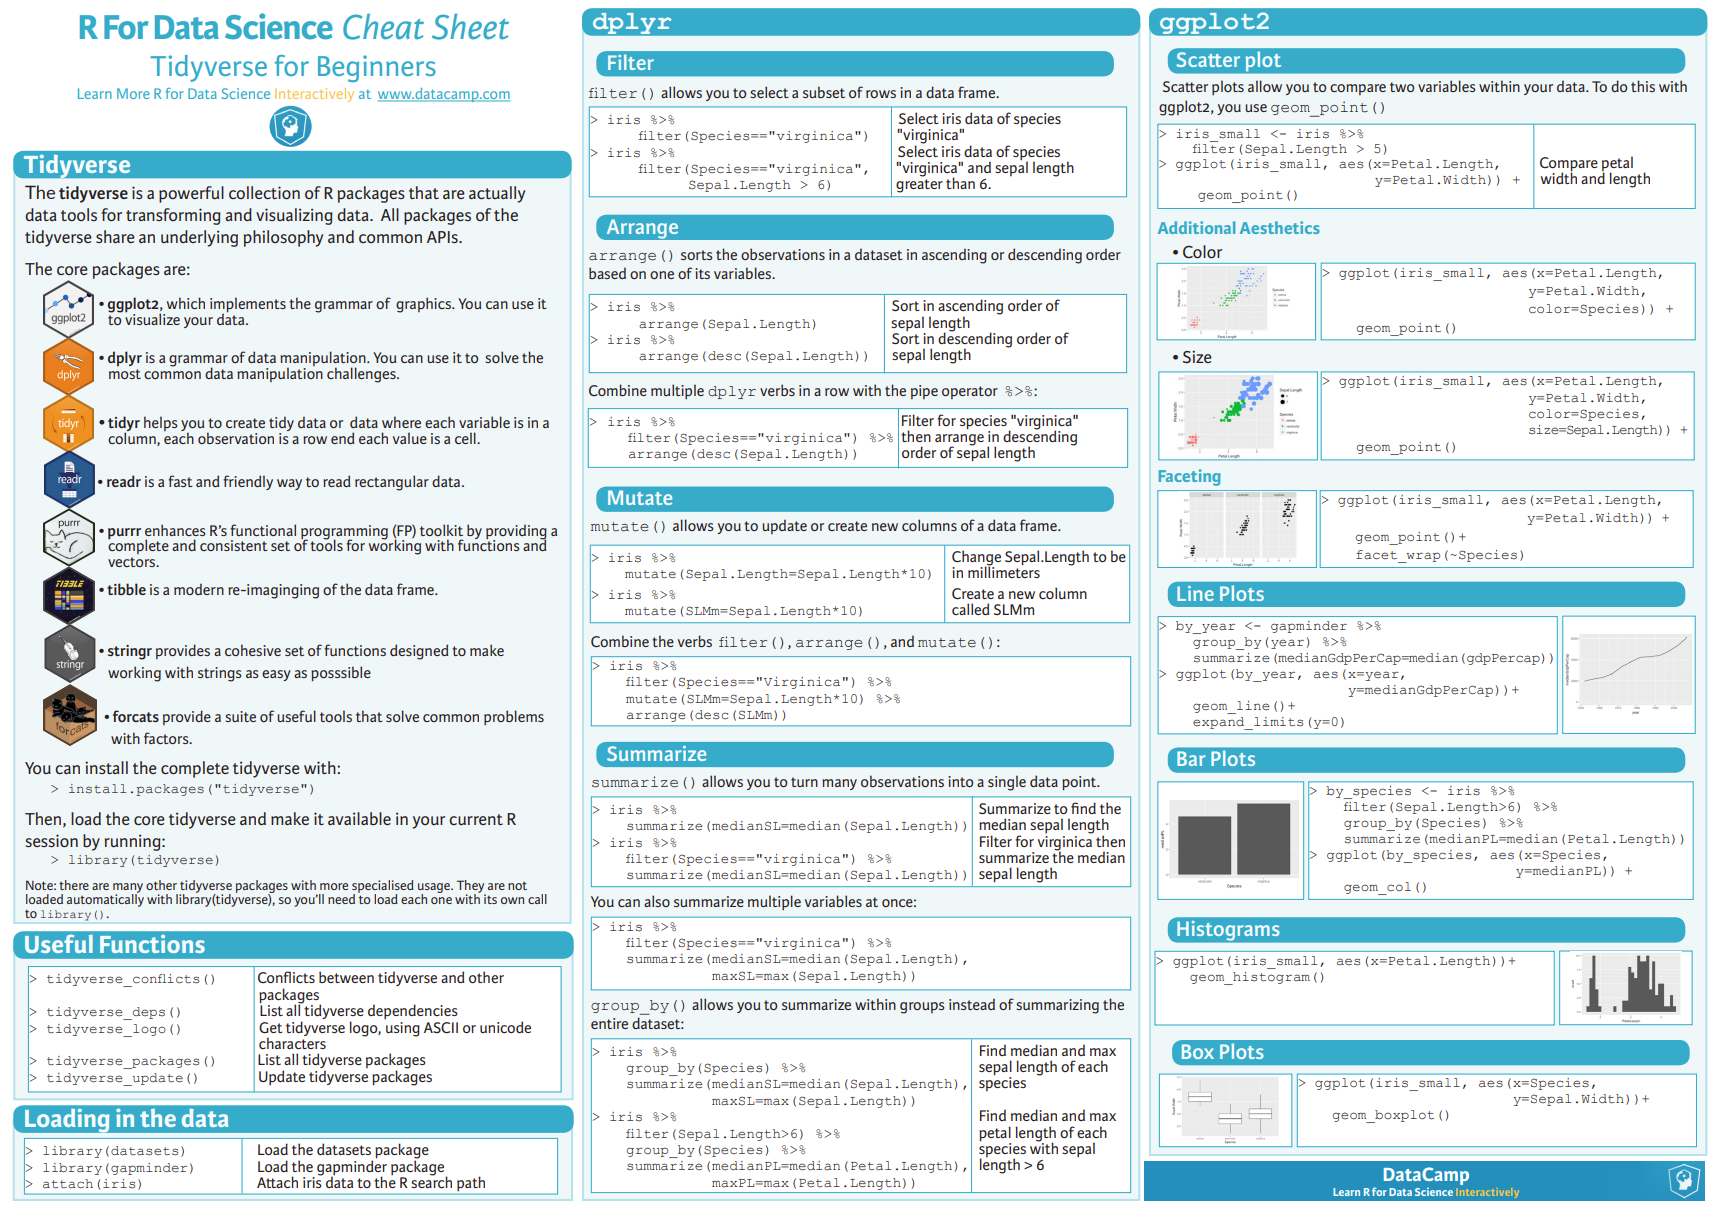 R For Data Science Cheat Sheet
Tidyverse for Beginners
Learn More R for Data Science Interactively at www.datacamp.com
Tidyverse
The tidyverse is a powerful collection of R packages that are actually
data tools for transforming and visualizing data. All packages of the
tidyverse share an underlying philosophy and common APIs.
The core packages are:
ggplot2
• ggplot2, which implements the grammar of graphics. You can use it
to visualize your data.
dplyr
• dplyr is a grammar of data manipulation. You can use it to solve the
most common data manipulation challenges.
tidyr
• tidyr helps you to create tidy data or data where each variable is in a
column, each observation is a row end each value is a cell.
readr
• readr is a fast and friendly way to read rectangular data.
purrr
• purrr enhances R's functional programming (FP) toolkit by providing a
complete and consistent set of tools for working with functions and
vectors.
TIBBLE
• tibble is a modern re-imaginging of the data frame.
stringr
• stringr provides a cohesive set of functions designed to make
working with strings as easy as posssible
forcats
• forcats provide a suite of useful tools that solve common problems
with factors.
You can install the complete tidyverse with:
> install.packages("tidyverse")
Then, load the core tidyverse and make it available in your current R
session by running:
> library(tidyverse)
Note: there are many other tidyverse packages with more specialised usage. They are not
loaded automatically with library(tidyverse), so you'll need to load each one with its own call
to library().
Useful Functions
> tidyverse_conflicts() Conflicts between tidyverse and other
packages
> tidyverse_deps() List all tidyverse dependencies
> tidyverse_logo() Get tidyverse logo, using ASCII or unicode
characters
> tidyverse_packages() List all tidyverse packages
> tidyverse_update() Update tidyverse packages
Loading in the data
> library(datasets) Load the datasets package
> library(gapminder) Load the gapminder package
> attach(iris) Attach iris data to the R search path
dplyr
Filter
filter() allows you to select a subset of rows in a data frame.
> iris %>% Select iris data of species
filter(Species=="virginica") "virginica"
> iris %>% Select iris data of species
filter(Species=="virginica", "virginica" and sepal length
Sepal.Length > 6) greater than 6.
Arrange
arrange() sorts the observations in a dataset in ascending or descending order
based on one of its variables.
> iris %>% Sort in ascending order of
arrange(Sepal.Length) sepal length
> iris %>% Sort in descending order of
arrange(desc(Sepal.Length)) sepal length
Combine multiple dplyr verbs in a row with the pipe operator %>%:
> iris %>% Filter for species "virginica"
filter(Species=="virginica") %>% then arrange in descending
arrange(desc(Sepal.Length)) order of sepal length
Mutate
mutate() allows you to update or create new columns of a data frame.
> iris %>% Change Sepal.Length to be
mutate(Sepal.Length=Sepal.Length*10) in millimeters
> iris %>% Create a new column
mutate(SLMm=Sepal.Length*10) called SLMm
Combine the verbs filter(), arrange(), and mutate():
> iris %>%
filter(Species=="Virginica") %>%
mutate(SLMm=Sepal.Length*10) %>%
arrange(desc(SLMm))
Summarize
summarize() allows you to turn many observations into a single data point.
> iris %>% Summarize to find the
summarize(medianSL=median(Sepal.Length)) median sepal length
> iris %>% Filter for virginica then
filter(Species=="virginica") %>% summarize the median
summarize(medianSL=median(Sepal.Length)) sepal length
You can also summarize multiple variables at once:
> iris %>%
filter(Species=="virginica") %>%
summarize(medianSL=median(Sepal.Length),
maxSL=max(Sepal.Length))
group_by() allows you to summarize within groups instead of summarizing the
entire dataset:
> iris %>% Find median and max
group_by(Species) %>% sepal length of each
summarize(medianSL=median(Sepal.Length), species
maxSL=max(Sepal.Length))
> iris %>% Find median and max
filter(Sepal.Length>6) %>% petal length of each
group_by(Species) %>% species with sepal
summarize(medianPL=median(Petal.Length), length > 6
maxPL=max(Petal.Length))
ggplot2
Scatter plot
Scatter plots allow you to compare two variables within your data. To do this with
ggplot2, you use geom_point()
> iris_small <- iris %>%
filter(Sepal.Length > 5)
> ggplot(iris_small, aes(x=Petal.Length, Compare petal
y=Petal.Width)) + width and length
geom_point()
Additional Aesthetics
• Color
> ggplot(iris_small, aes(x=Petal.Length,
y=Petal.Width,
color=Species)) +
geom_point()
• Size
> ggplot(iris_small, aes(x=Petal.Length,
y=Petal.Width,
color=Species,
size=Sepal.Length)) +
geom_point()
Faceting
> ggplot(iris_small, aes(x=Petal.Length,
y=Petal.Width)) +
geom_point()+
facet_wrap(~Species)
Line Plots
> by_year <- gapminder %>%
group_by(year) %>%
summarize(medianGdpPerCap=median(gdpPercap))
> ggplot(by_year, aes(x=year,
y=medianGdpPerCap))+
geom_line()+
expand_limits(y=0)
Bar Plots
> by_species <- iris %>%
filter(Sepal.Length>6) %>%
group_by(Species) %>%
summarize(medianPL=median(Petal.Length))
> ggplot(by_species, aes(x=Species,
y=medianPL)) +
geom_col()
Histograms
> ggplot(iris_small, aes(x=Petal.Length))+
geom_histogram()
Box Plots
> ggplot(iris_small, aes(x=Species,
y=Sepal.Width))+
geom_boxplot()
DataCamp
Learn R for Data Science Interactively